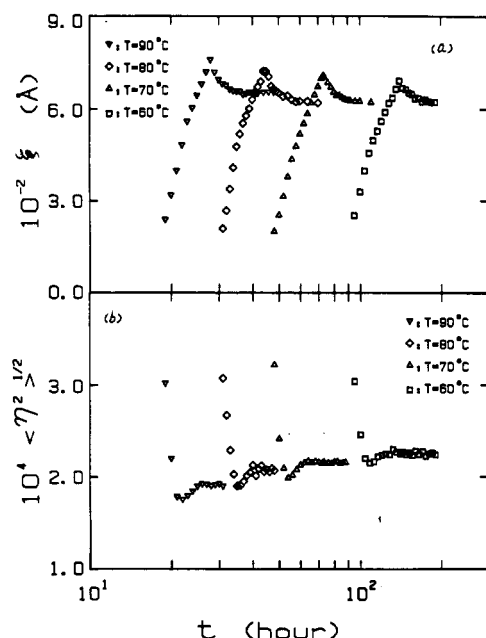 (a)
▽: T=90°C
◇: T=80°C
△: T=70°C
□: T=60°C
9.0
6.0
3.0
0.0
10⁻² ξ (Å)
(b)
▽: T=90°C
◇: T=80°C
△: T=70°C
□: T=60°C
3.0
2.0
1.0
10⁴ <η²>^1/2
10¹
10²
t (hour)